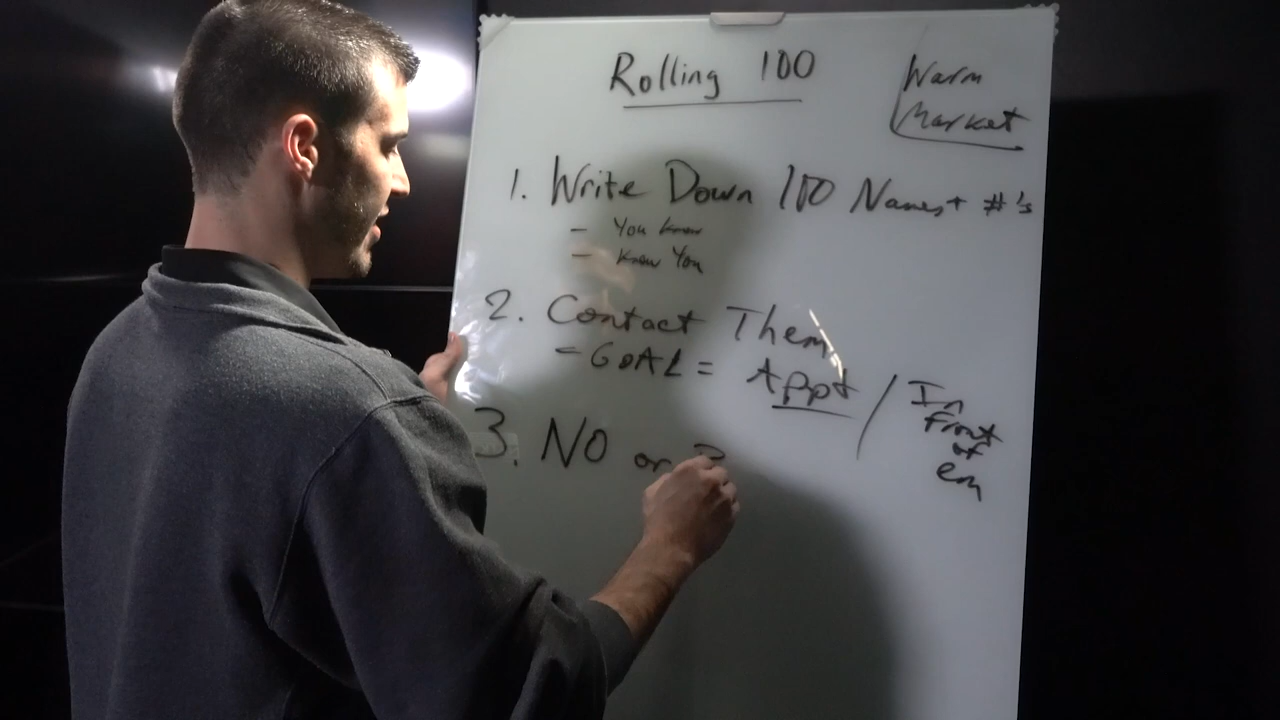 Rolling 100
Warm
Market
1. Write Down 100 Names + #'s
- You know
- Know You
2. Contact Them
- GOAL = Appt / In
front
of
em
3. NO or